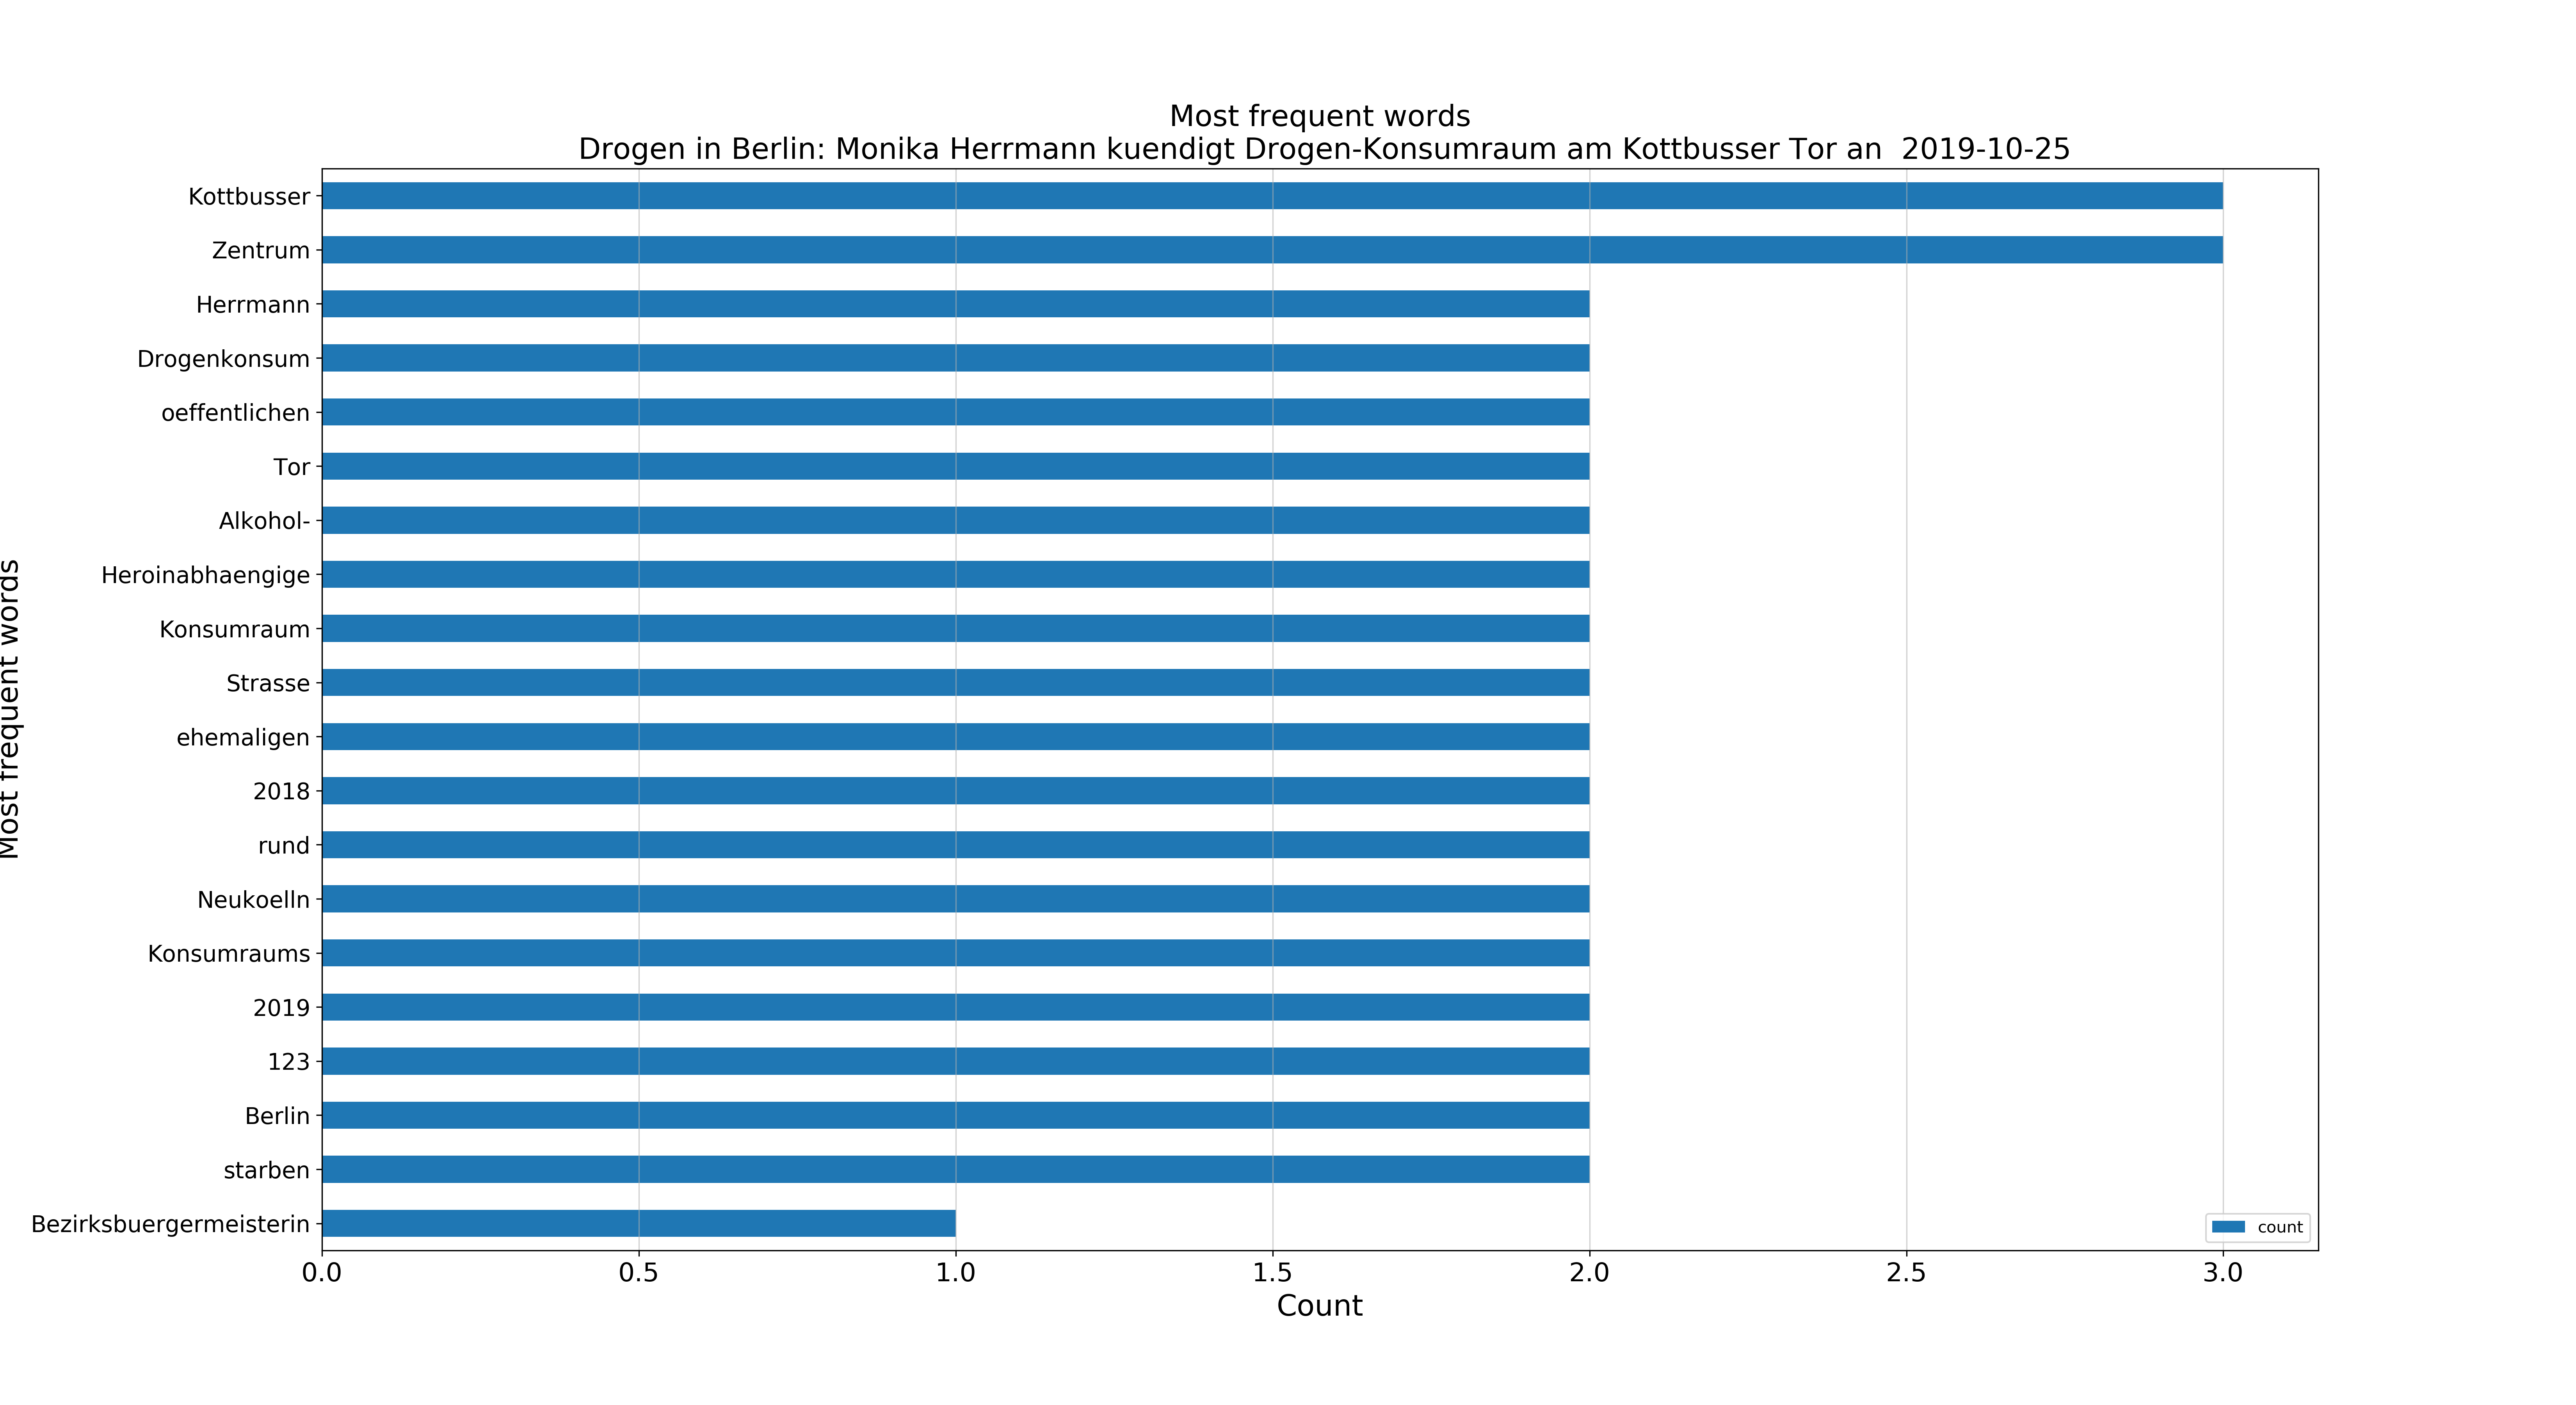 Most frequent words
Drogen in Berlin: Monika Herrmann kuendigt Drogen-Konsumraum am Kottbusser Tor an  2019-10-25
Most frequent words
Kottbusser
Zentrum
Herrmann
Drogenkonsum
oeffentlichen
Tor
Alkohol-
Heroinabhaengige
Konsumraum
Strasse
ehemaligen
2018
rund
Neukoelln
Konsumraums
2019
123
Berlin
starben
Bezirksbuergermeisterin
count
0.0 0.5 1.0 1.5 2.0 2.5 3.0
Count